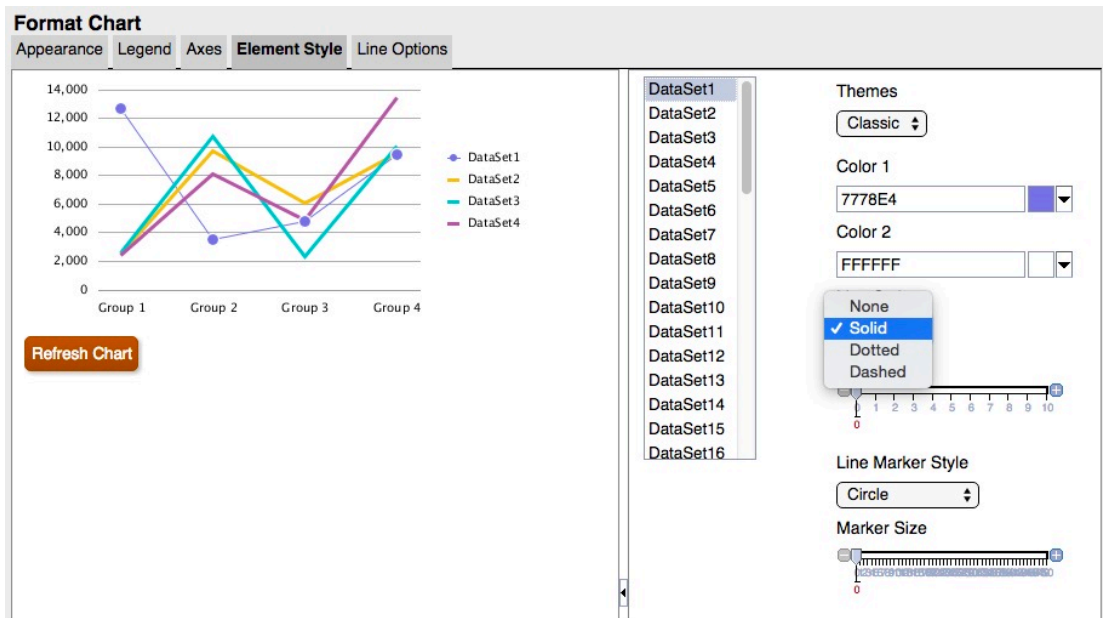 Format Chart
Appearance Legend Axes Element Style Line Options
14,000
12,000
10,000
8,000
6,000
4,000
2,000
0
Group 1 Group 2 Group 3 Group 4
DataSet1
DataSet2
DataSet3
DataSet4
Refresh Chart
DataSet1
DataSet2
DataSet3
DataSet4
DataSet5
DataSet6
DataSet7
DataSet8
DataSet9
DataSet10
DataSet11
DataSet12
DataSet13
DataSet14
DataSet15
DataSet16
Themes
Classic
Color 1
7778E4
Color 2
FFFFFF
None
Solid
Dotted
Dashed
0 1 2 3 4 5 6 7 8 9 10
0
Line Marker Style
Circle
Marker Size
0